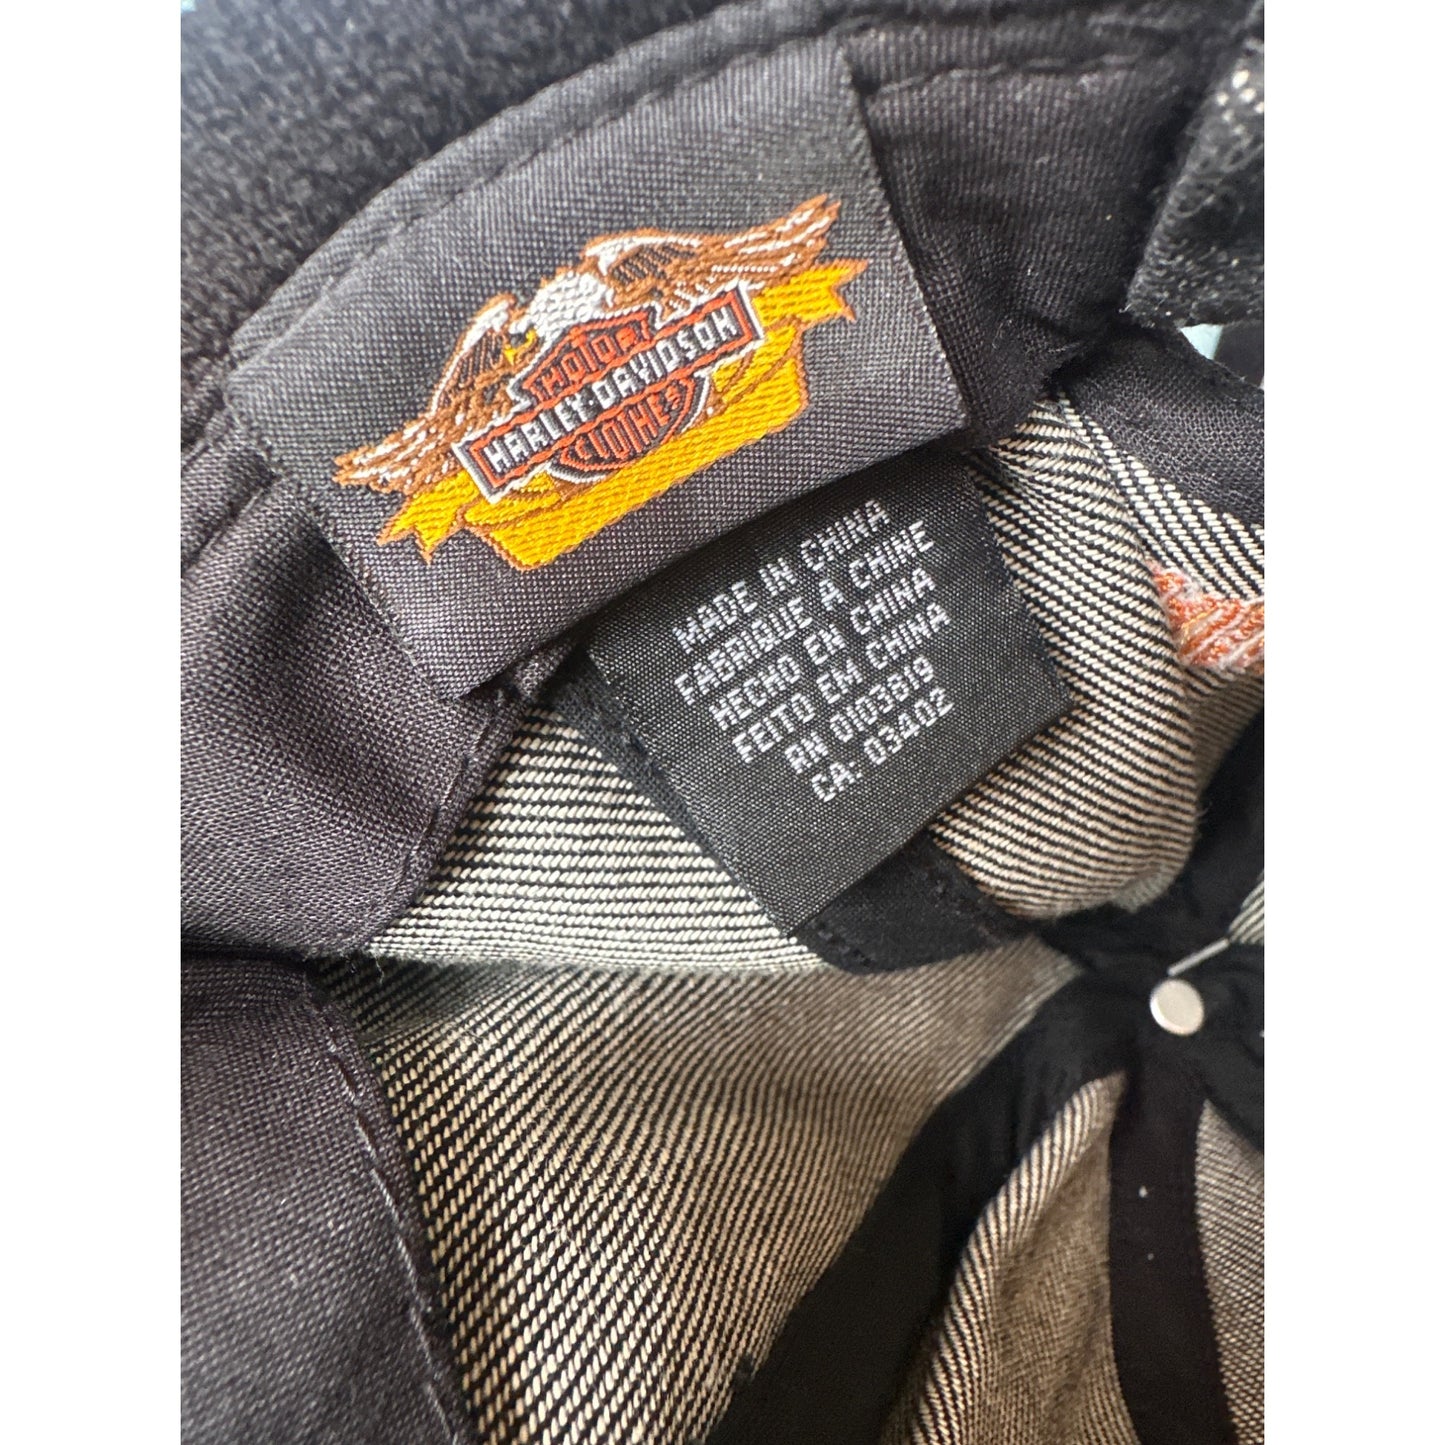 MOTOR
HARLEY-DAVIDSON
CLOTHES
MADE IN CHINA
FABRIQUE A CHINE
HECHO EN CHINA
FEITO EM CHINA
RN 0103819
CA: 03402